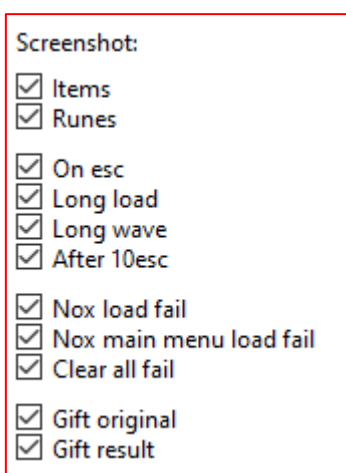 Screenshot:
Items
Runes
On esc
Long load
Long wave
After 10esc
Nox load fail
Nox main menu load fail
Clear all fail
Gift original
Gift result